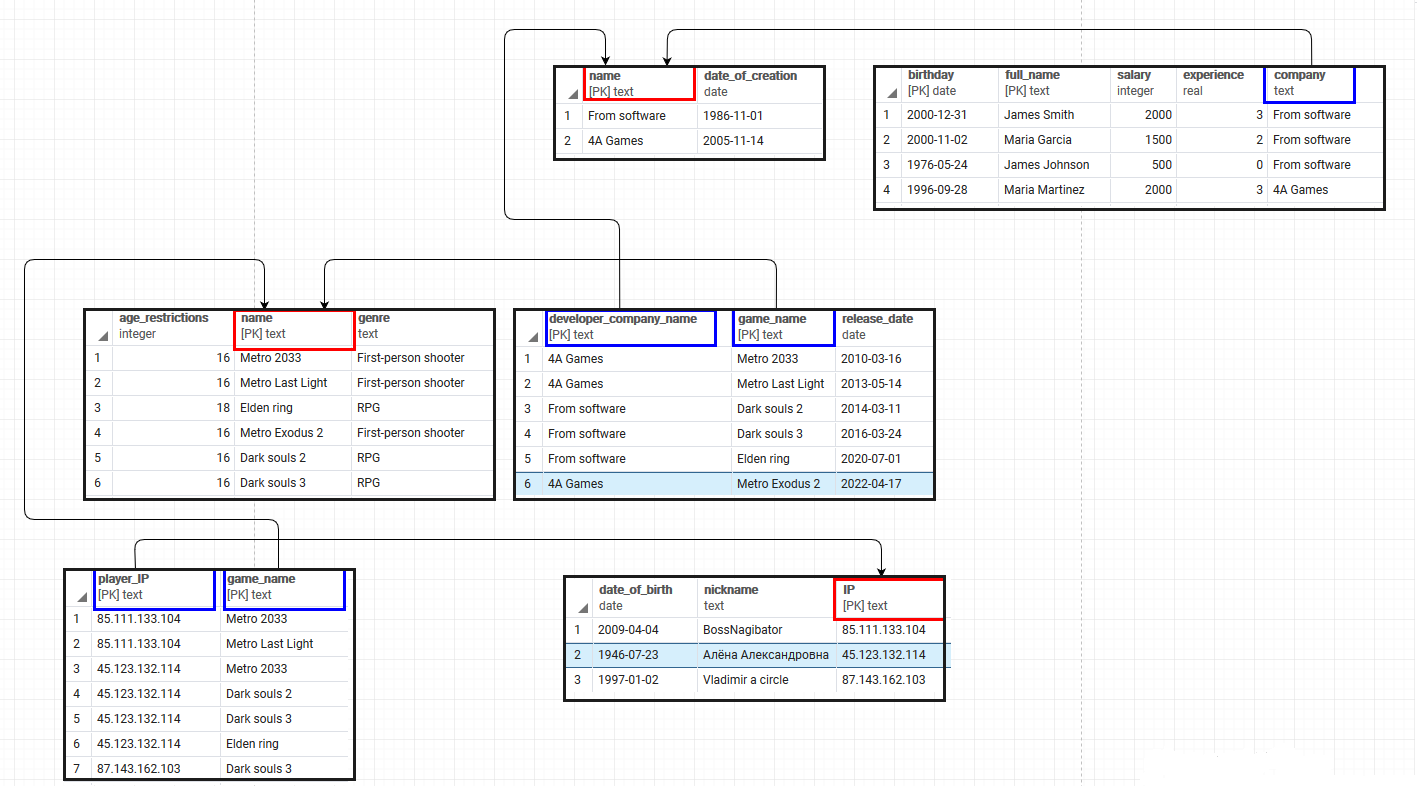 name date_of_creation
[PK] text date
1 From software 1986-11-01
2 4A Games 2005-11-14
birthday full_name salary experience company
[PK] date [PK] text integer real text
1 2000-12-31 James Smith 2000 3 From software
2 2000-11-02 Maria Garcia 1500 2 From software
3 1976-05-24 James Johnson 500 0 From software
4 1996-09-28 Maria Martinez 2000 3 4A Games
age_restrictions name genre
integer [PK] text text
1 16 Metro 2033 First-person shooter
2 16 Metro Last Light First-person shooter
3 18 Elden ring RPG
4 16 Metro Exodus 2 First-person shooter
5 16 Dark souls 2 RPG
6 16 Dark souls 3 RPG
developer_company_name game_name release_date
[PK] text [PK] text date
1 4A Games Metro 2033 2010-03-16
2 4A Games Metro Last Light 2013-05-14
3 From software Dark souls 2 2014-03-11
4 From software Dark souls 3 2016-03-24
5 From software Elden ring 2020-07-01
6 4A Games Metro Exodus 2 2022-04-17
player_IP game_name
[PK] text [PK] text
1 85.111.133.104 Metro 2033
2 85.111.133.104 Metro Last Light
3 45.123.132.114 Metro 2033
4 45.123.132.114 Dark souls 2
5 45.123.132.114 Dark souls 3
6 45.123.132.114 Elden ring
7 87.143.162.103 Dark souls 3
date_of_birth nickname IP
date text [PK] text
1 2009-04-04 BossNagibator 85.111.133.104
2 1946-07-23 Алёна Александровна 45.123.132.114
3 1997-01-02 Vladimir a circle 87.143.162.103